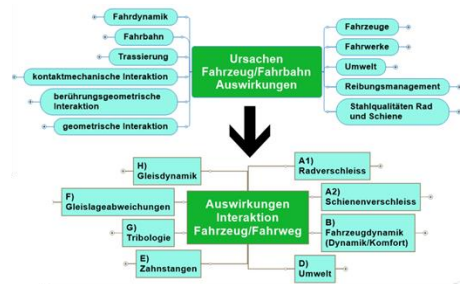 Fahrdynamik
Fahrbahn
Trassierung
kontaktmechanische Interaktion
berührungsgeometrische
Interaktion
geometrische Interaktion
Ursachen
Fahrzeug/Fahrbahn
Auswirkungen
Fahrzeuge
Fahrwerke
Umwelt
Reibungsmanagement
Stahlqualitäten Rad
und Schiene
H)
Gleisdynamik
F)
Gleislageabweichungen
G)
Tribologie
E)
Zahnstangen
Auswirkungen
Interaktion
Fahrzeug/Fahrweg
A1)
Radverschleiss
A2)
Schienenverschleiss
B)
Fahrzeugdynamik
(Dynamik/Komfort)
D)
Umwelt